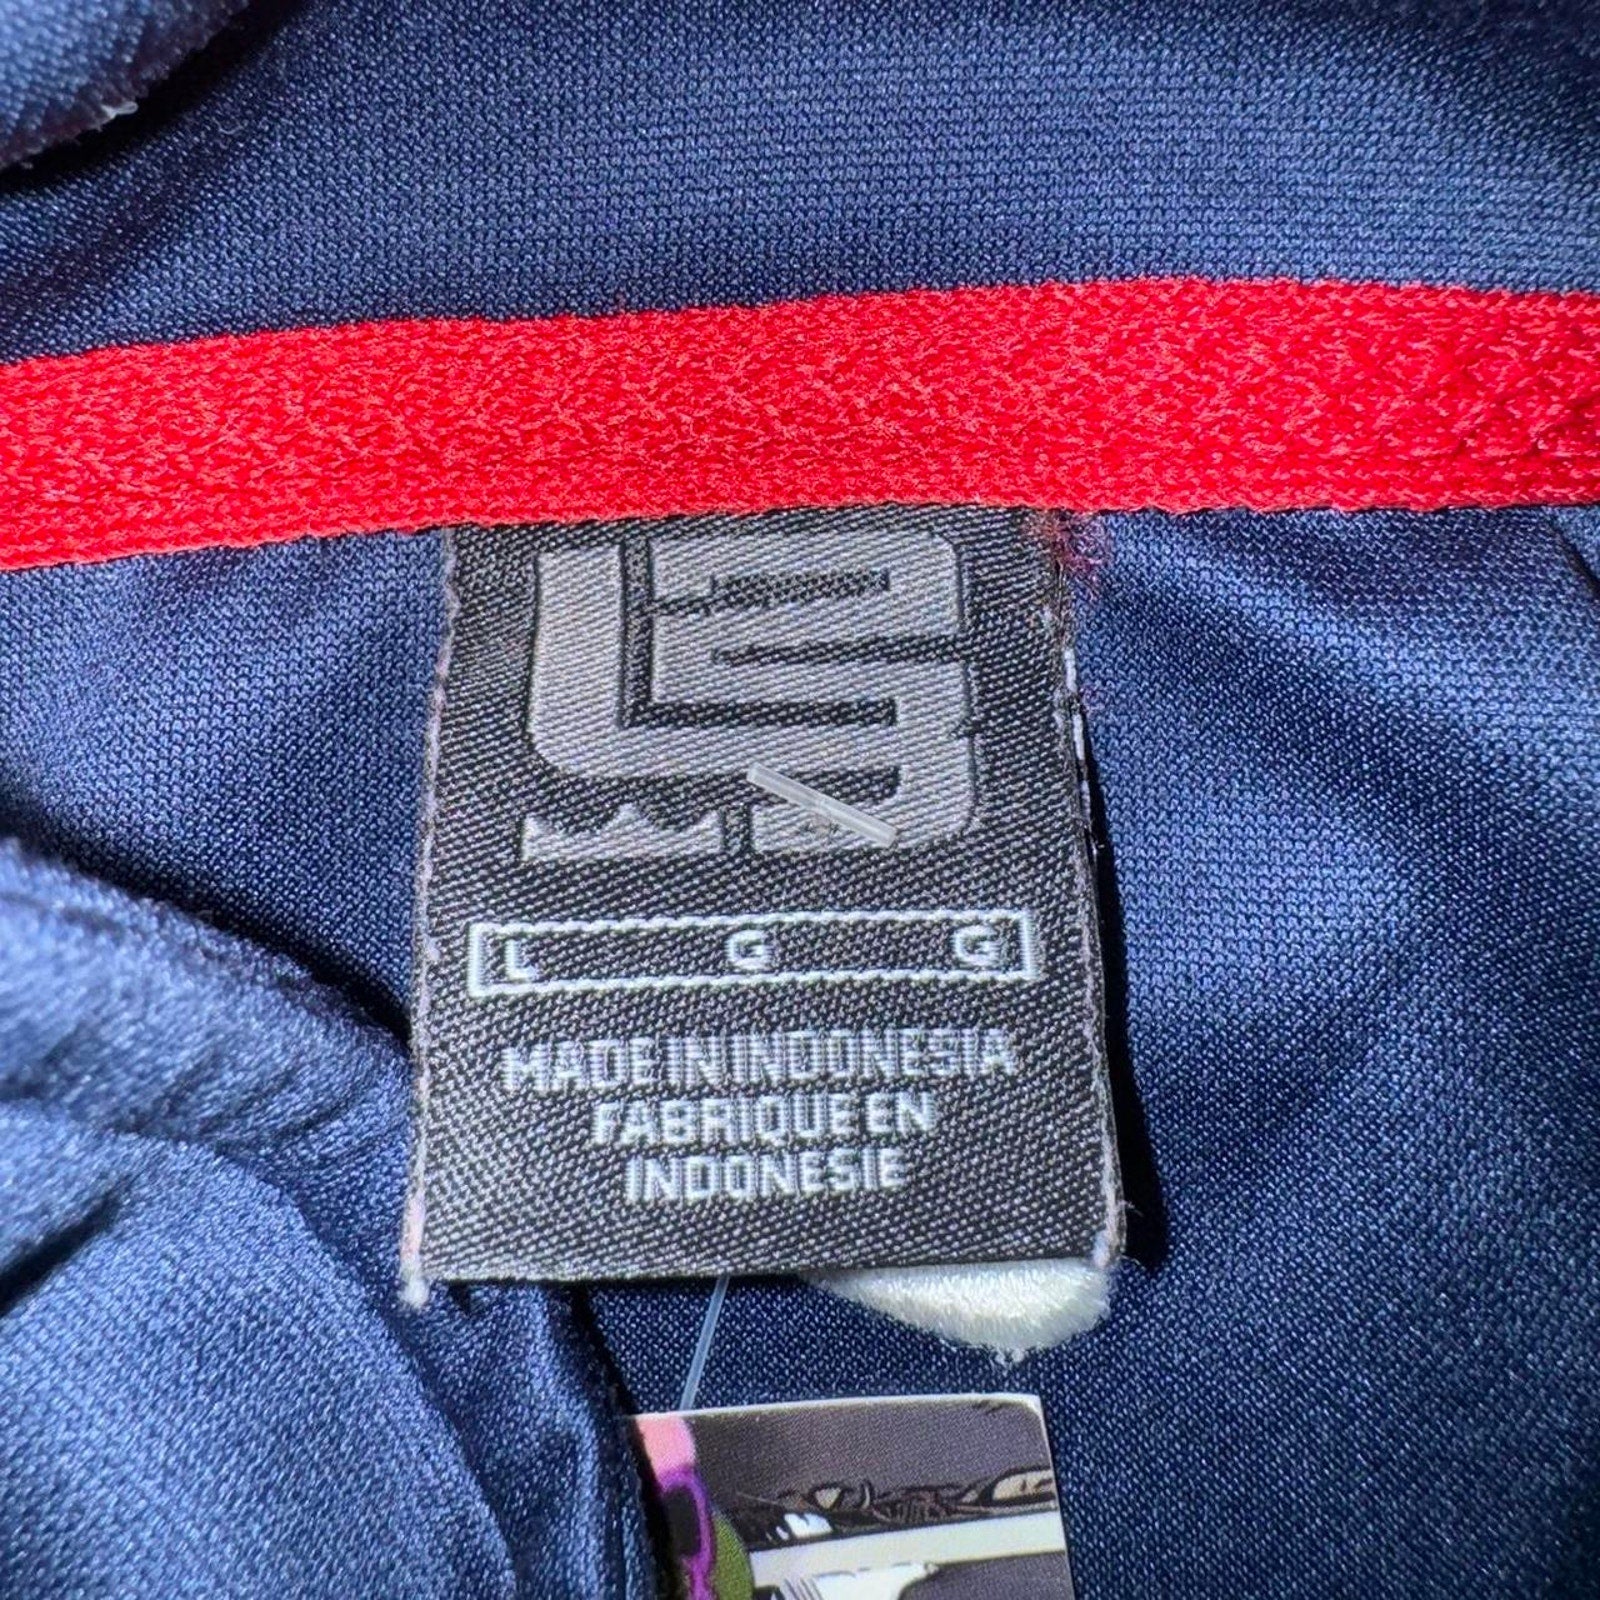 L G G
MADE IN INDONESIA
FABRIQUE EN
INDONESIE